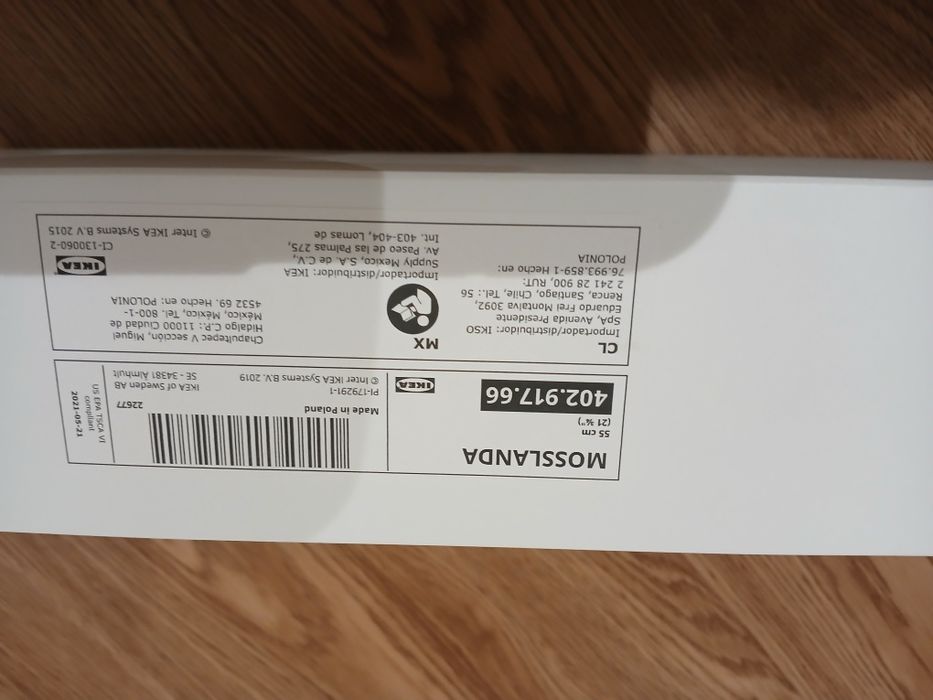 MOSSLANDA
55 cm
(21 ¾")
402.917.66
IKEA
Made in Poland
22677
PI-179291-1
© Inter IKEA Systems B.V. 2019
IKEA of Sweden AB
SE - 34381 Älmhult
US EPA TSCA VI
compliant
2021-05-21
CL
Importador/distribuidor: IKSO
SpA, Avenida Presidente
Eduardo Frei Montalva 3092,
Renca, Santiago, Chile, Tel.: 56
2 241 28 900, RUT:
76.993.859-1 Hecho en:
POLONIA
MX
Importador/distribuidor: IKEA
Supply Mexico, S.A. de C.V.,
Av. Paseo de las Palmas 275,
Int. 403-404, Lomas de
Chapultepec V sección, Miguel
Hidalgo C.P.: 11000 Ciudad de
México, México, Tel. 800-11-
4532 69. Hecho en: POLONIA
IKEA
CI-130060-2
© Inter IKEA Systems B.V 2015